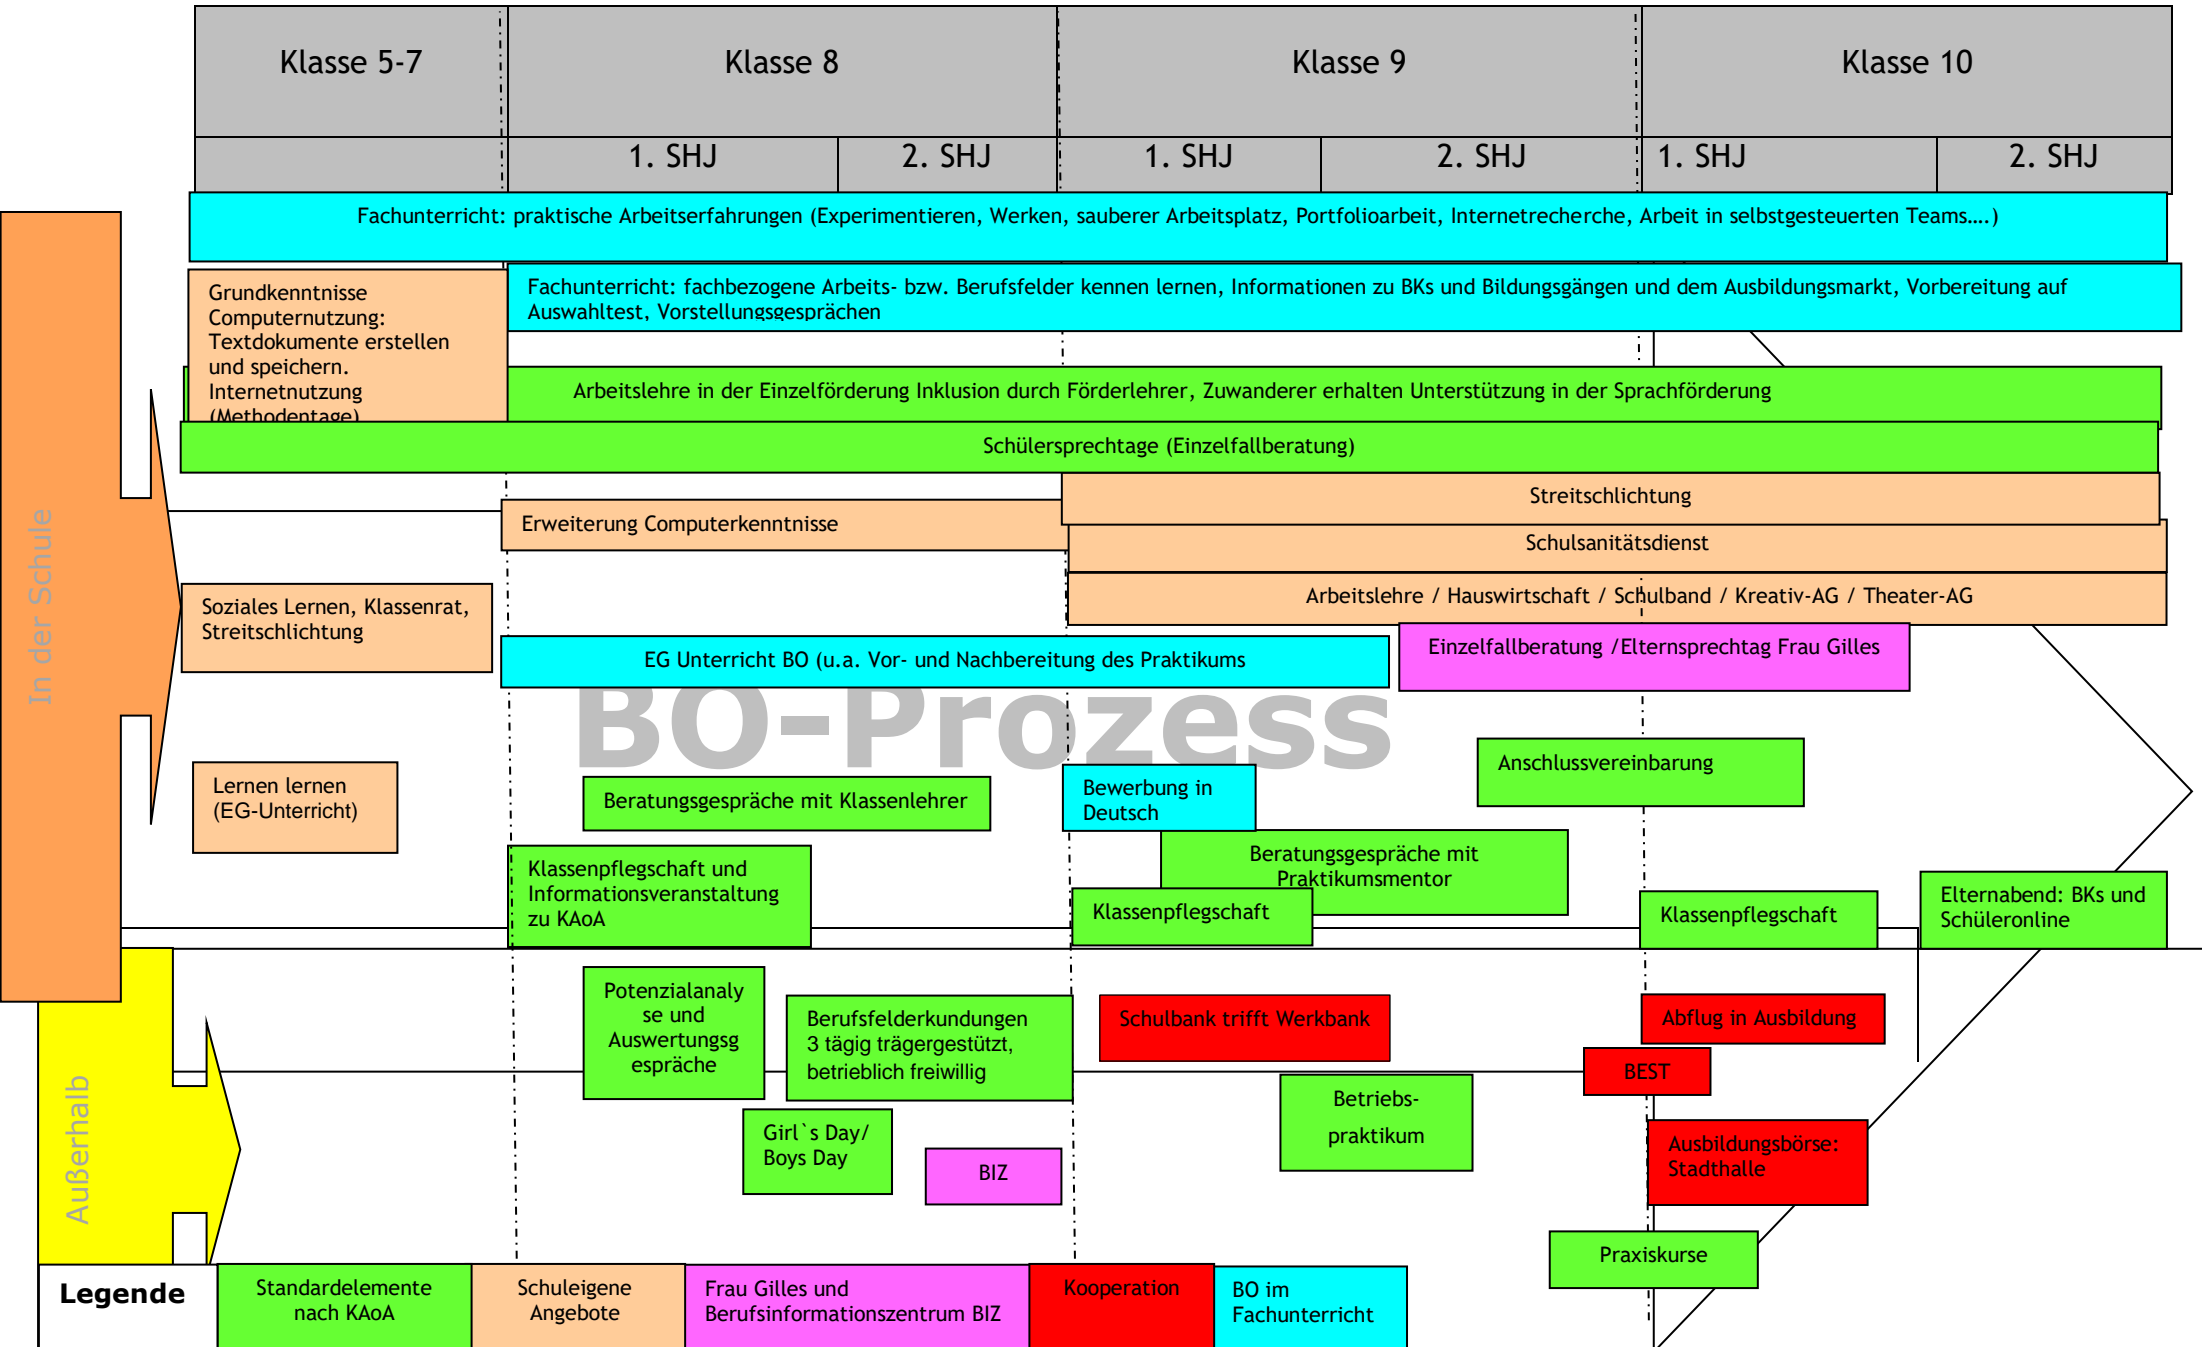 Klasse 5-7
Klasse 8
Klasse 9
Klasse 10
1. SHJ
2. SHJ
1. SHJ
2. SHJ
1. SHJ
2. SHJ
Fachunterricht: praktische Arbeitserfahrungen (Experimentieren, Werken, sauberer Arbeitsplatz, Portfolioarbeit, Internetrecherche, Arbeit in selbstgesteuerten Teams….)
Grundkenntnisse
Computernutzung:
Textdokumente erstellen
und speichern.
Internetnutzung
(Methodentage)
Fachunterricht: fachbezogene Arbeits- bzw. Berufsfelder kennen lernen, Informationen zu BKs und Bildungsgängen und dem Ausbildungsmarkt, Vorbereitung auf
Auswahltest, Vorstellungsgesprächen
Arbeitslehre in der Einzelförderung Inklusion durch Förderlehrer, Zuwanderer erhalten Unterstützung in der Sprachförderung
Schülersprechtage (Einzelfallberatung)
Streitschlichtung
Erweiterung Computerkenntnisse
Schulsanitätsdienst
Arbeitslehre / Hauswirtschaft / Schulband / Kreativ-AG / Theater-AG
In der Schule
Soziales Lernen, Klassenrat,
Streitschlichtung
EG Unterricht BO (u.a. Vor- und Nachbereitung des Praktikums
Einzelfallberatung /Elternsprechtag Frau Gilles
BO-Prozess
Anschlussvereinbarung
Lernen lernen
(EG-Unterricht)
Beratungsgespräche mit Klassenlehrer
Bewerbung in
Deutsch
Beratungsgespräche mit
Praktikumsmentor
Klassenpflegschaft und
Informationsveranstaltung
zu KAoA
Klassenpflegschaft
Klassenpflegschaft
Elternabend: BKs und
Schüleronline
Außerhalb
Potenzialanaly
se und
Auswertungsg
espräche
Berufsfelderkundungen
3 tägig trägergestützt,
betrieblich freiwillig
Schulbank trifft Werkbank
Abflug in Ausbildung
BEST
Betriebs-
praktikum
Girl`s Day/
Boys Day
BIZ
Ausbildungsbörse:
Stadthalle
Praxiskurse
Legende
Standardelemente
nach KAoA
Schuleigene
Angebote
Frau Gilles und
Berufsinformationszentrum BIZ
Kooperation
BO im
Fachunterricht